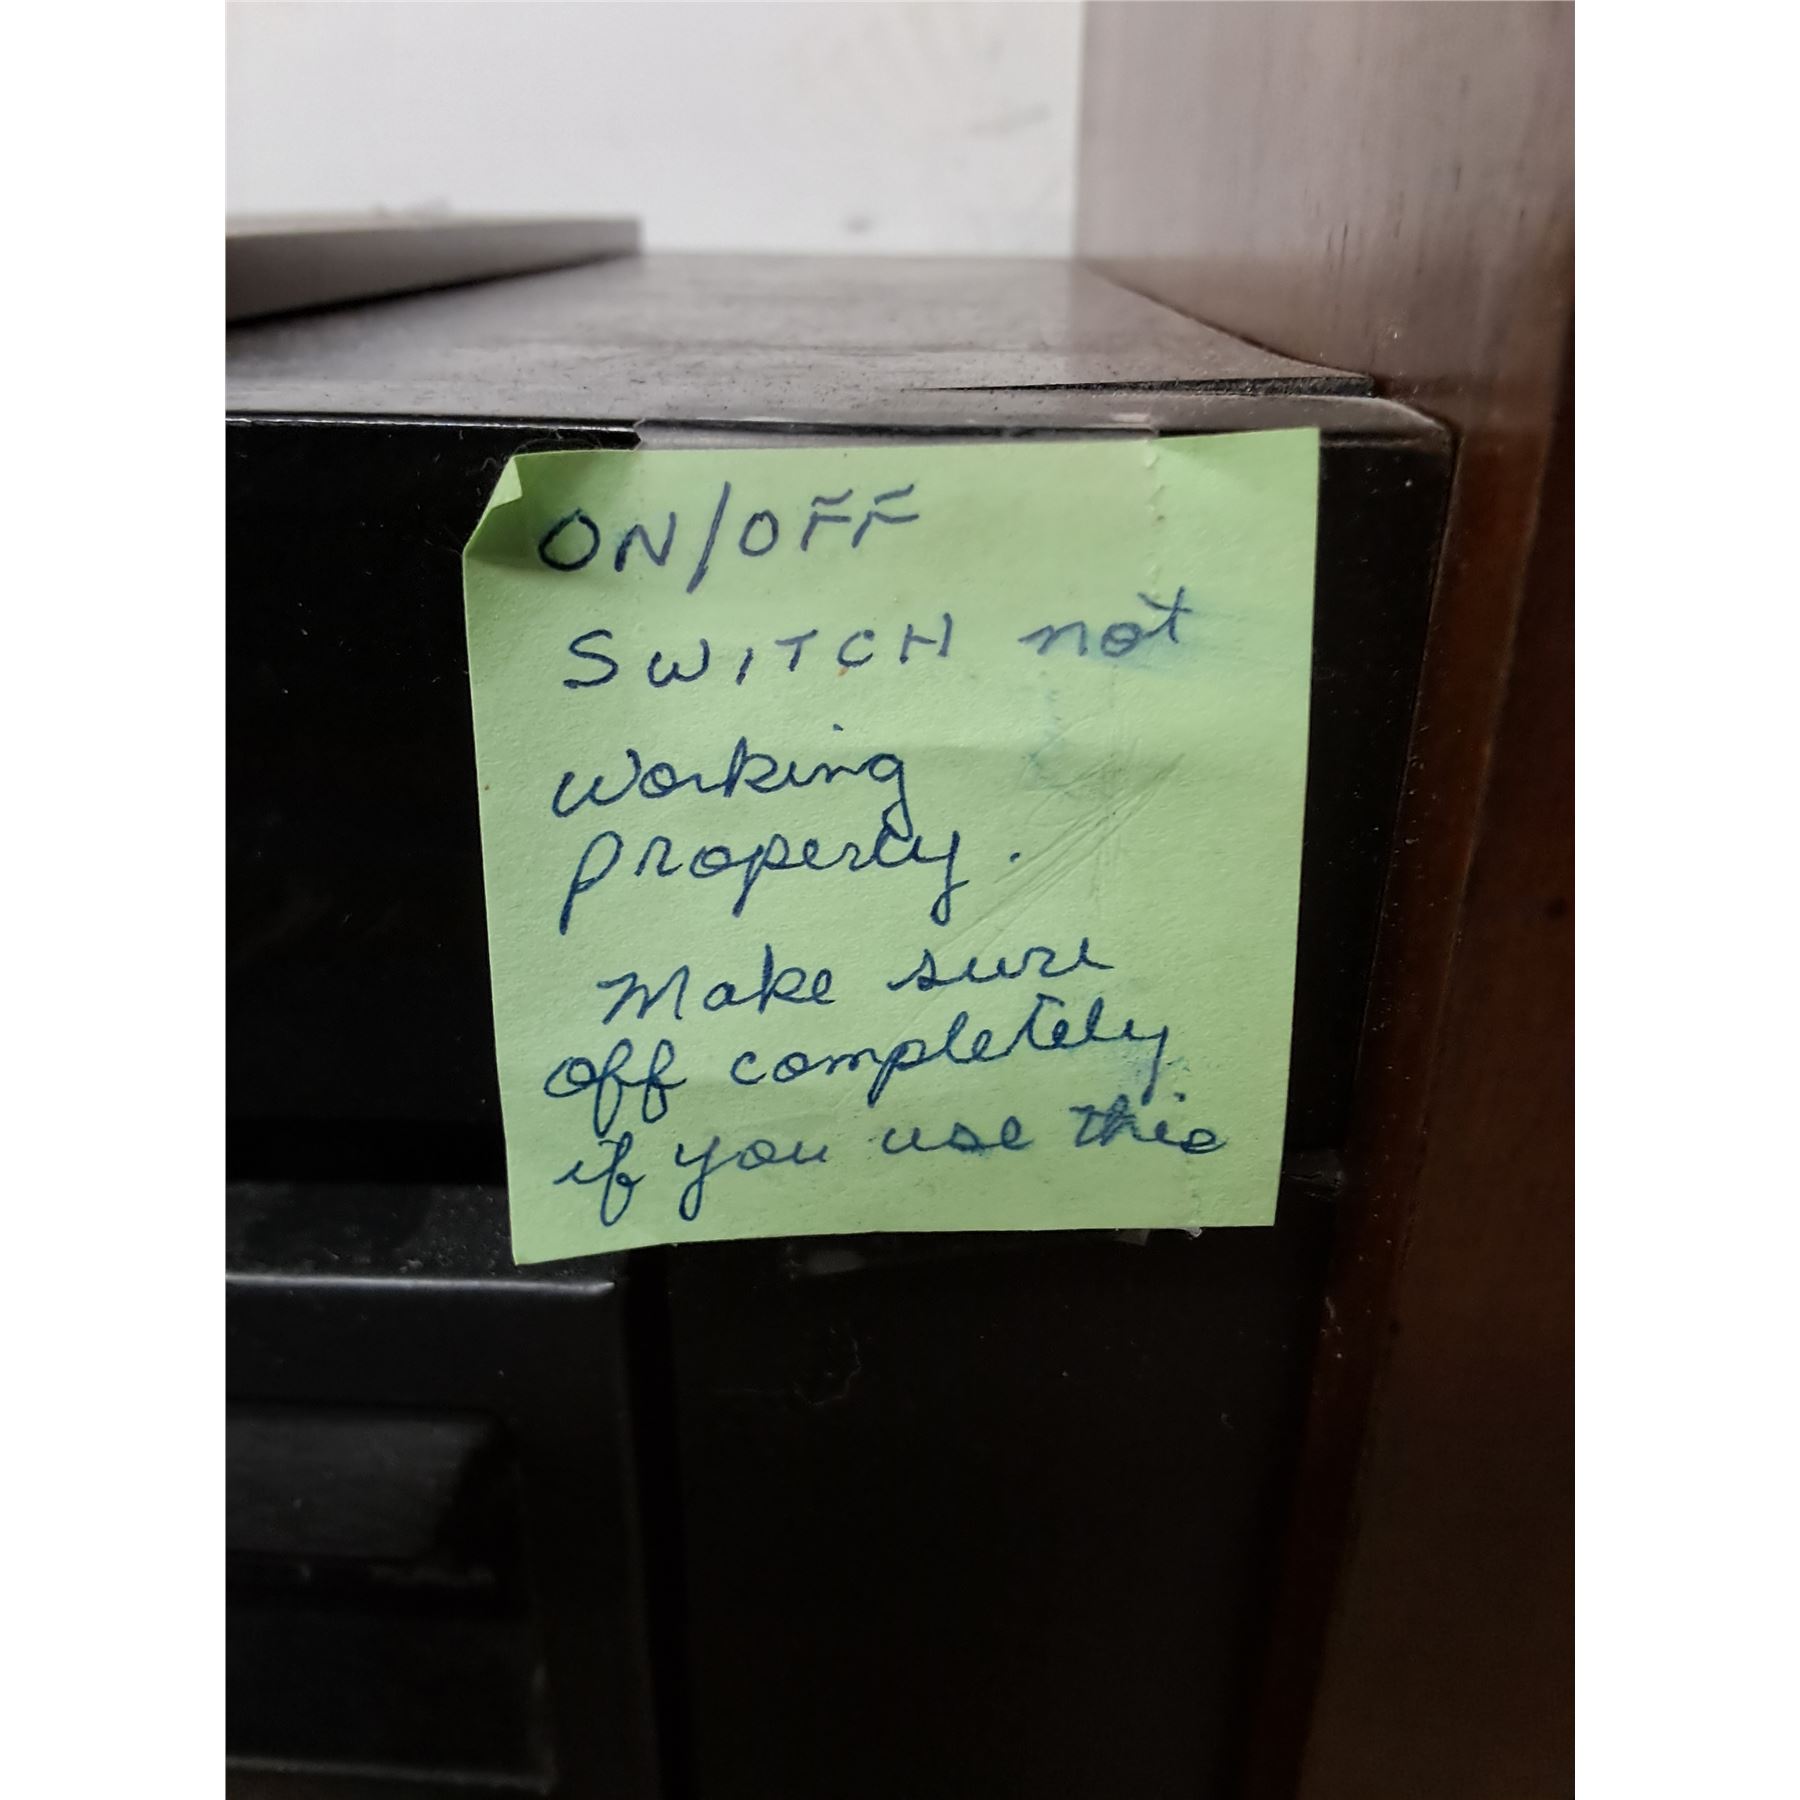 ON/OFF
SWITCH not
working
properly.
Make sure
off completely
if you use this